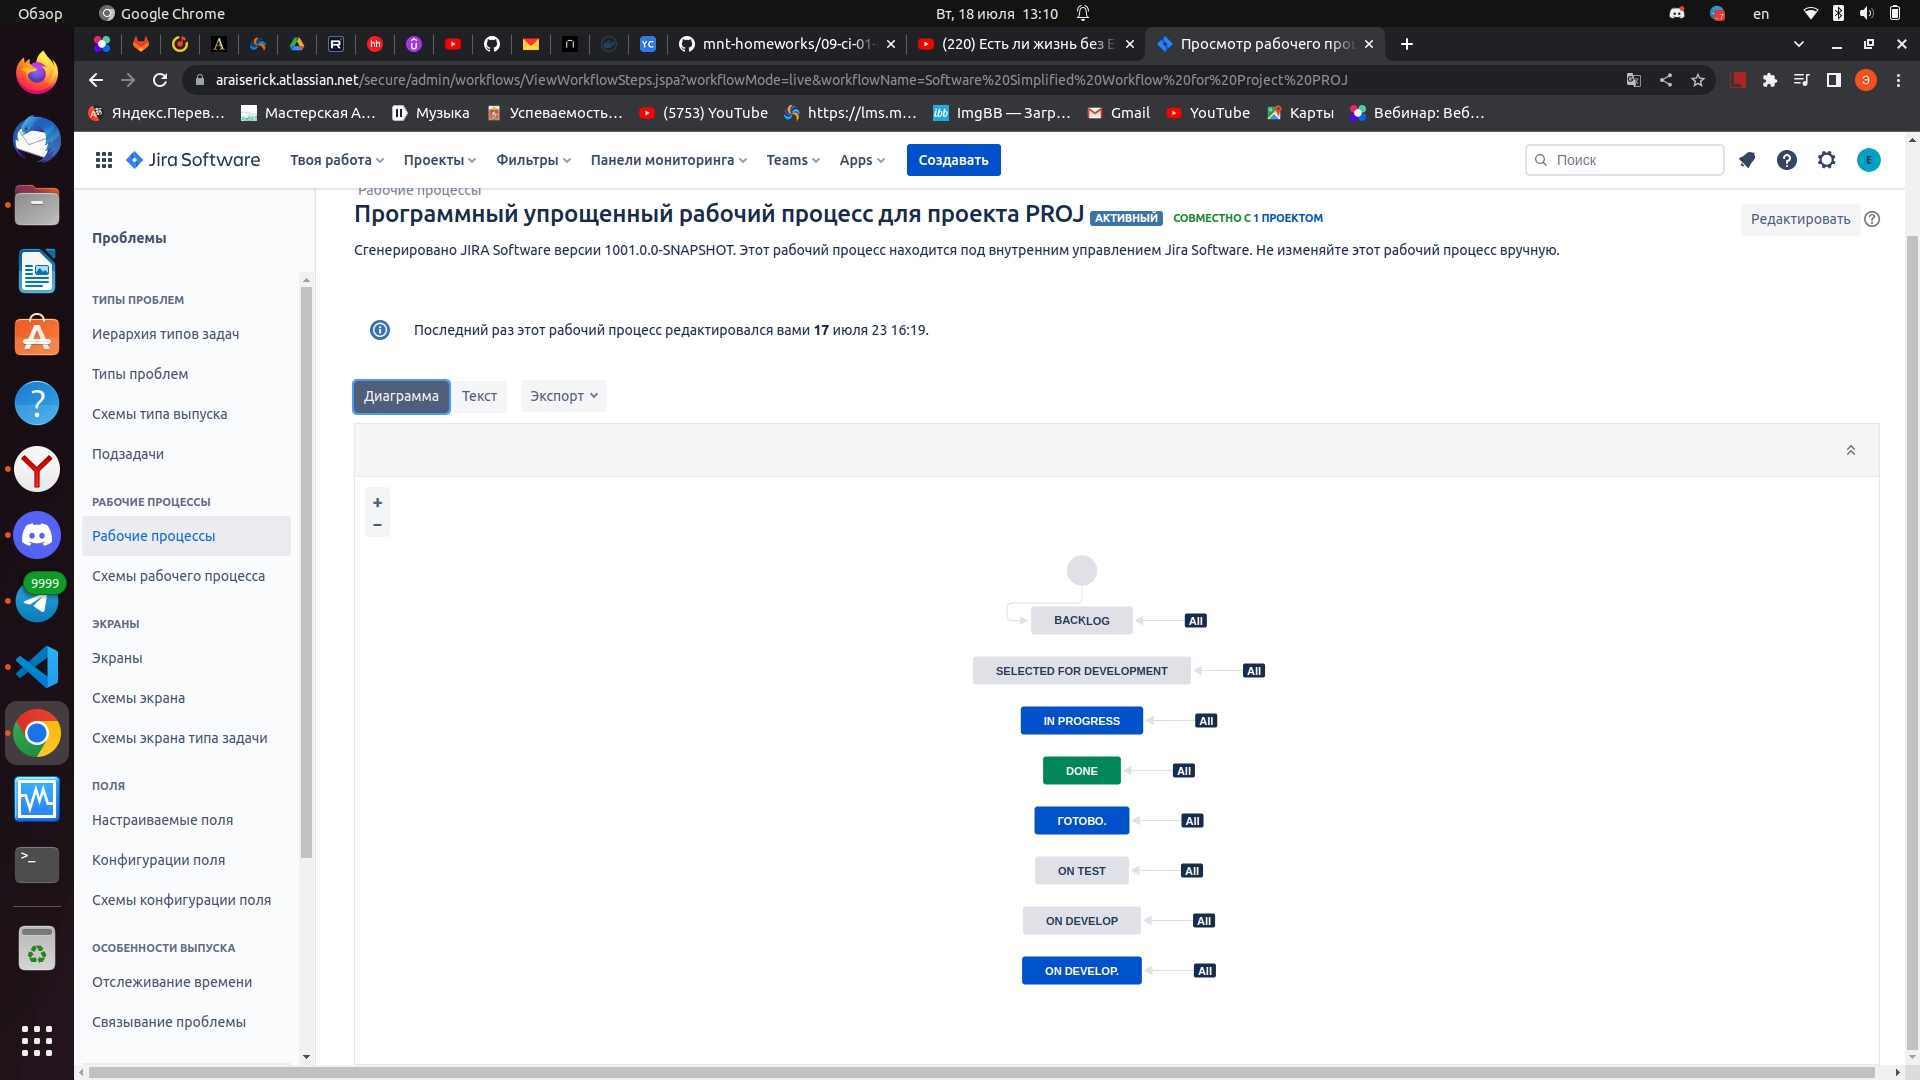 Обзор
Google Chrome
Вт, 18 июля 13:10
en
mnt-homeworks/09-ci-01-
(220) Есть ли жизнь без E
Просмотр рабочего про
araiserick.atlassian.net/secure/admin/workflows/ViewWorkflowSteps.jspa?workflowMode=live&workflowName=Software%20Simplified%20Workflow%20for%20Project%20PROJ
Яндекс.Перев...
Мастерская А...
Музыка
Успеваемость...
(5753) YouTube
https://lms.m...
ImgBB — Загр...
Gmail
YouTube
Карты
Вебинар: Веб...
Jira Software
Твоя работа
Проекты
Фильтры
Панели мониторинга
Teams
Apps
Создавать
Поиск
E
Проблемы
ТИПЫ ПРОБЛЕМ
Иерархия типов задач
Типы проблем
Схемы типа выпуска
Подзадачи
РАБОЧИЕ ПРОЦЕССЫ
Рабочие процессы
Схемы рабочего процесса
ЭКРАНЫ
Экраны
Схемы экрана
Схемы экрана типа задачи
ПОЛЯ
Настраиваемые поля
Конфигурации поля
Схемы конфигурации поля
ОСОБЕННОСТИ ВЫПУСКА
Отслеживание времени
Связывание проблемы
9999
Рабочие процессы
Программный упрощенный рабочий процесс для проекта PROJ АКТИВНЫЙ СОВМЕСТНО С 1 ПРОЕКТОМ
Редактировать
Сгенерировано JIRA Software версии 1001.0.0-SNAPSHOT. Этот рабочий процесс находится под внутренним управлением Jira Software. Не изменяйте этот рабочий процесс вручную.
Последний раз этот рабочий процесс редактировался вами 17 июля 23 16:19.
Диаграмма
Текст
Экспорт
+
−
BACKLOG All
SELECTED FOR DEVELOPMENT All
IN PROGRESS All
DONE All
ГОТОВО. All
ON TEST All
ON DEVELOP All
ON DEVELOP. All